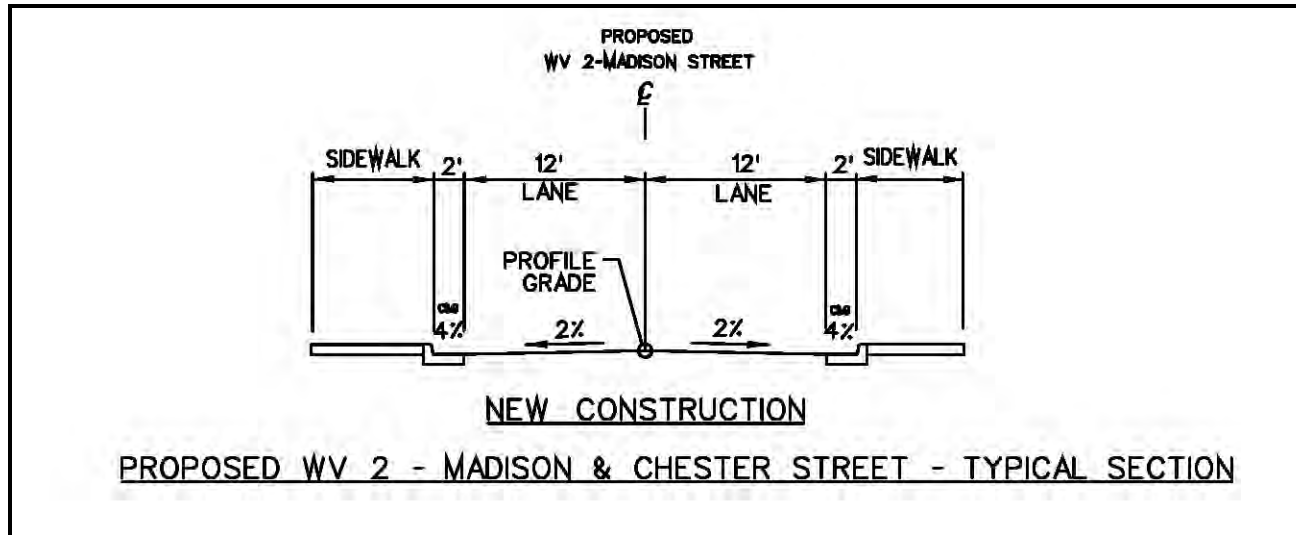 PROPOSED
WV 2-MADISON STREET
℄
SIDEWALK 2' 12' 12' 2' SIDEWALK
LANE LANE
PROFILE
GRADE
C&G C&G
4% 2% 2% 4%
NEW CONSTRUCTION
PROPOSED WV 2 - MADISON & CHESTER STREET - TYPICAL SECTION